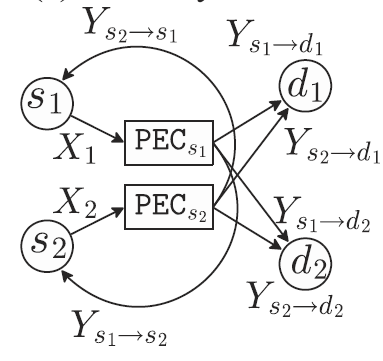 Y_{s_2→s_1}
Y_{s_1→d_1}
s_1
d_1
X_1
PEC_{s_1}
Y_{s_2→d_1}
X_2
PEC_{s_2}
Y_{s_1→d_2}
s_2
d_2
Y_{s_2→d_2}
Y_{s_1→s_2}